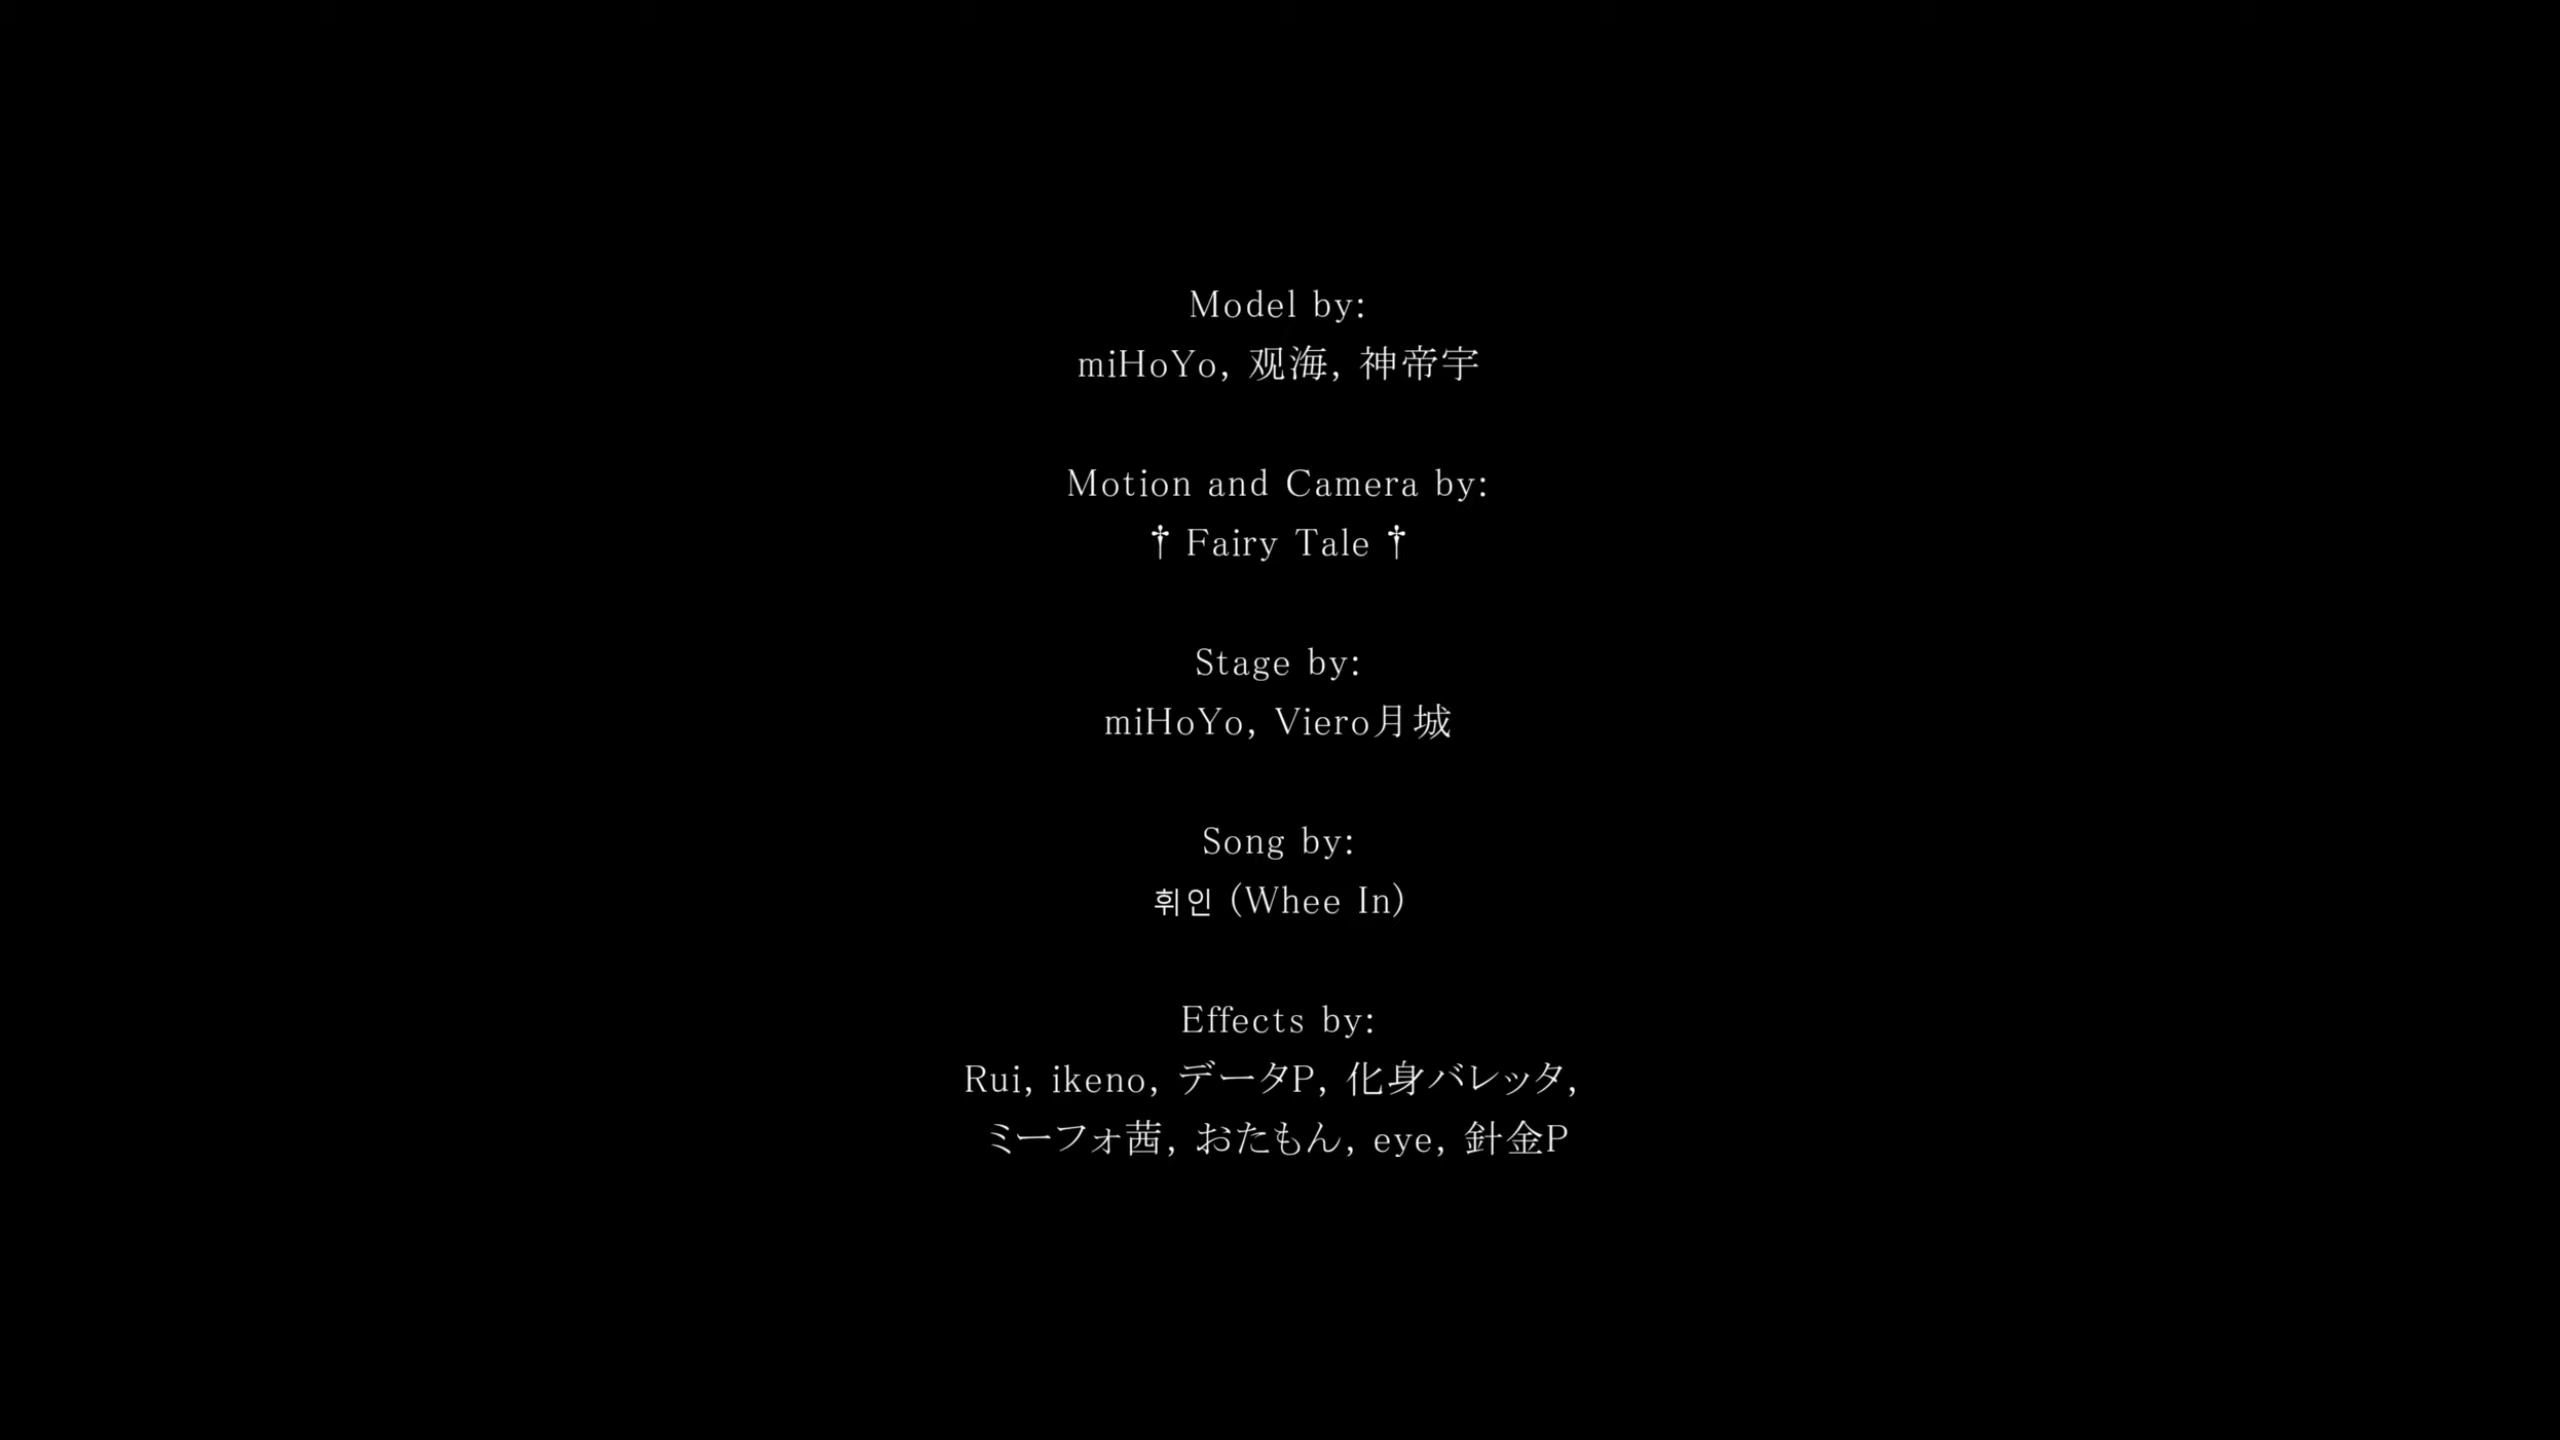 Model by:
miHoYo, 观海, 神帝宇
Motion and Camera by:
† Fairy Tale †
Stage by:
miHoYo, Viero月城
Song by:
휘인 (Whee In)
Effects by:
Rui, ikeno, データP, 化身バレッタ,
ミーフォ茜, おたもん, eye, 針金P